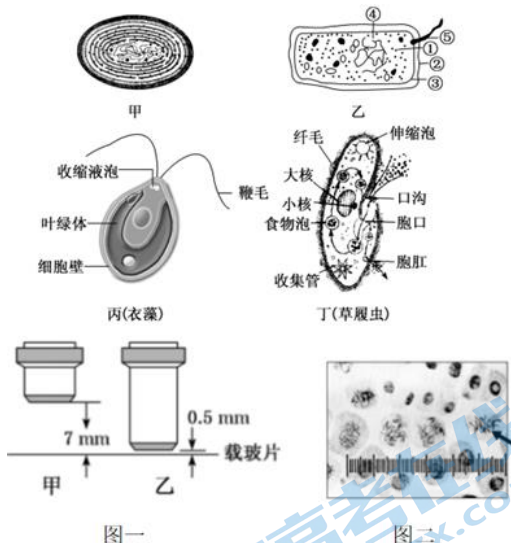 甲
乙
④
①
⑤
②
③
收缩液泡
鞭毛
叶绿体
细胞壁
丙(衣藻)
纤毛
伸缩泡
大核
小核
食物泡
口沟
胞口
胞肛
收集管
丁(草履虫)
7 mm
0.5 mm
载玻片
甲
乙
图一
图二